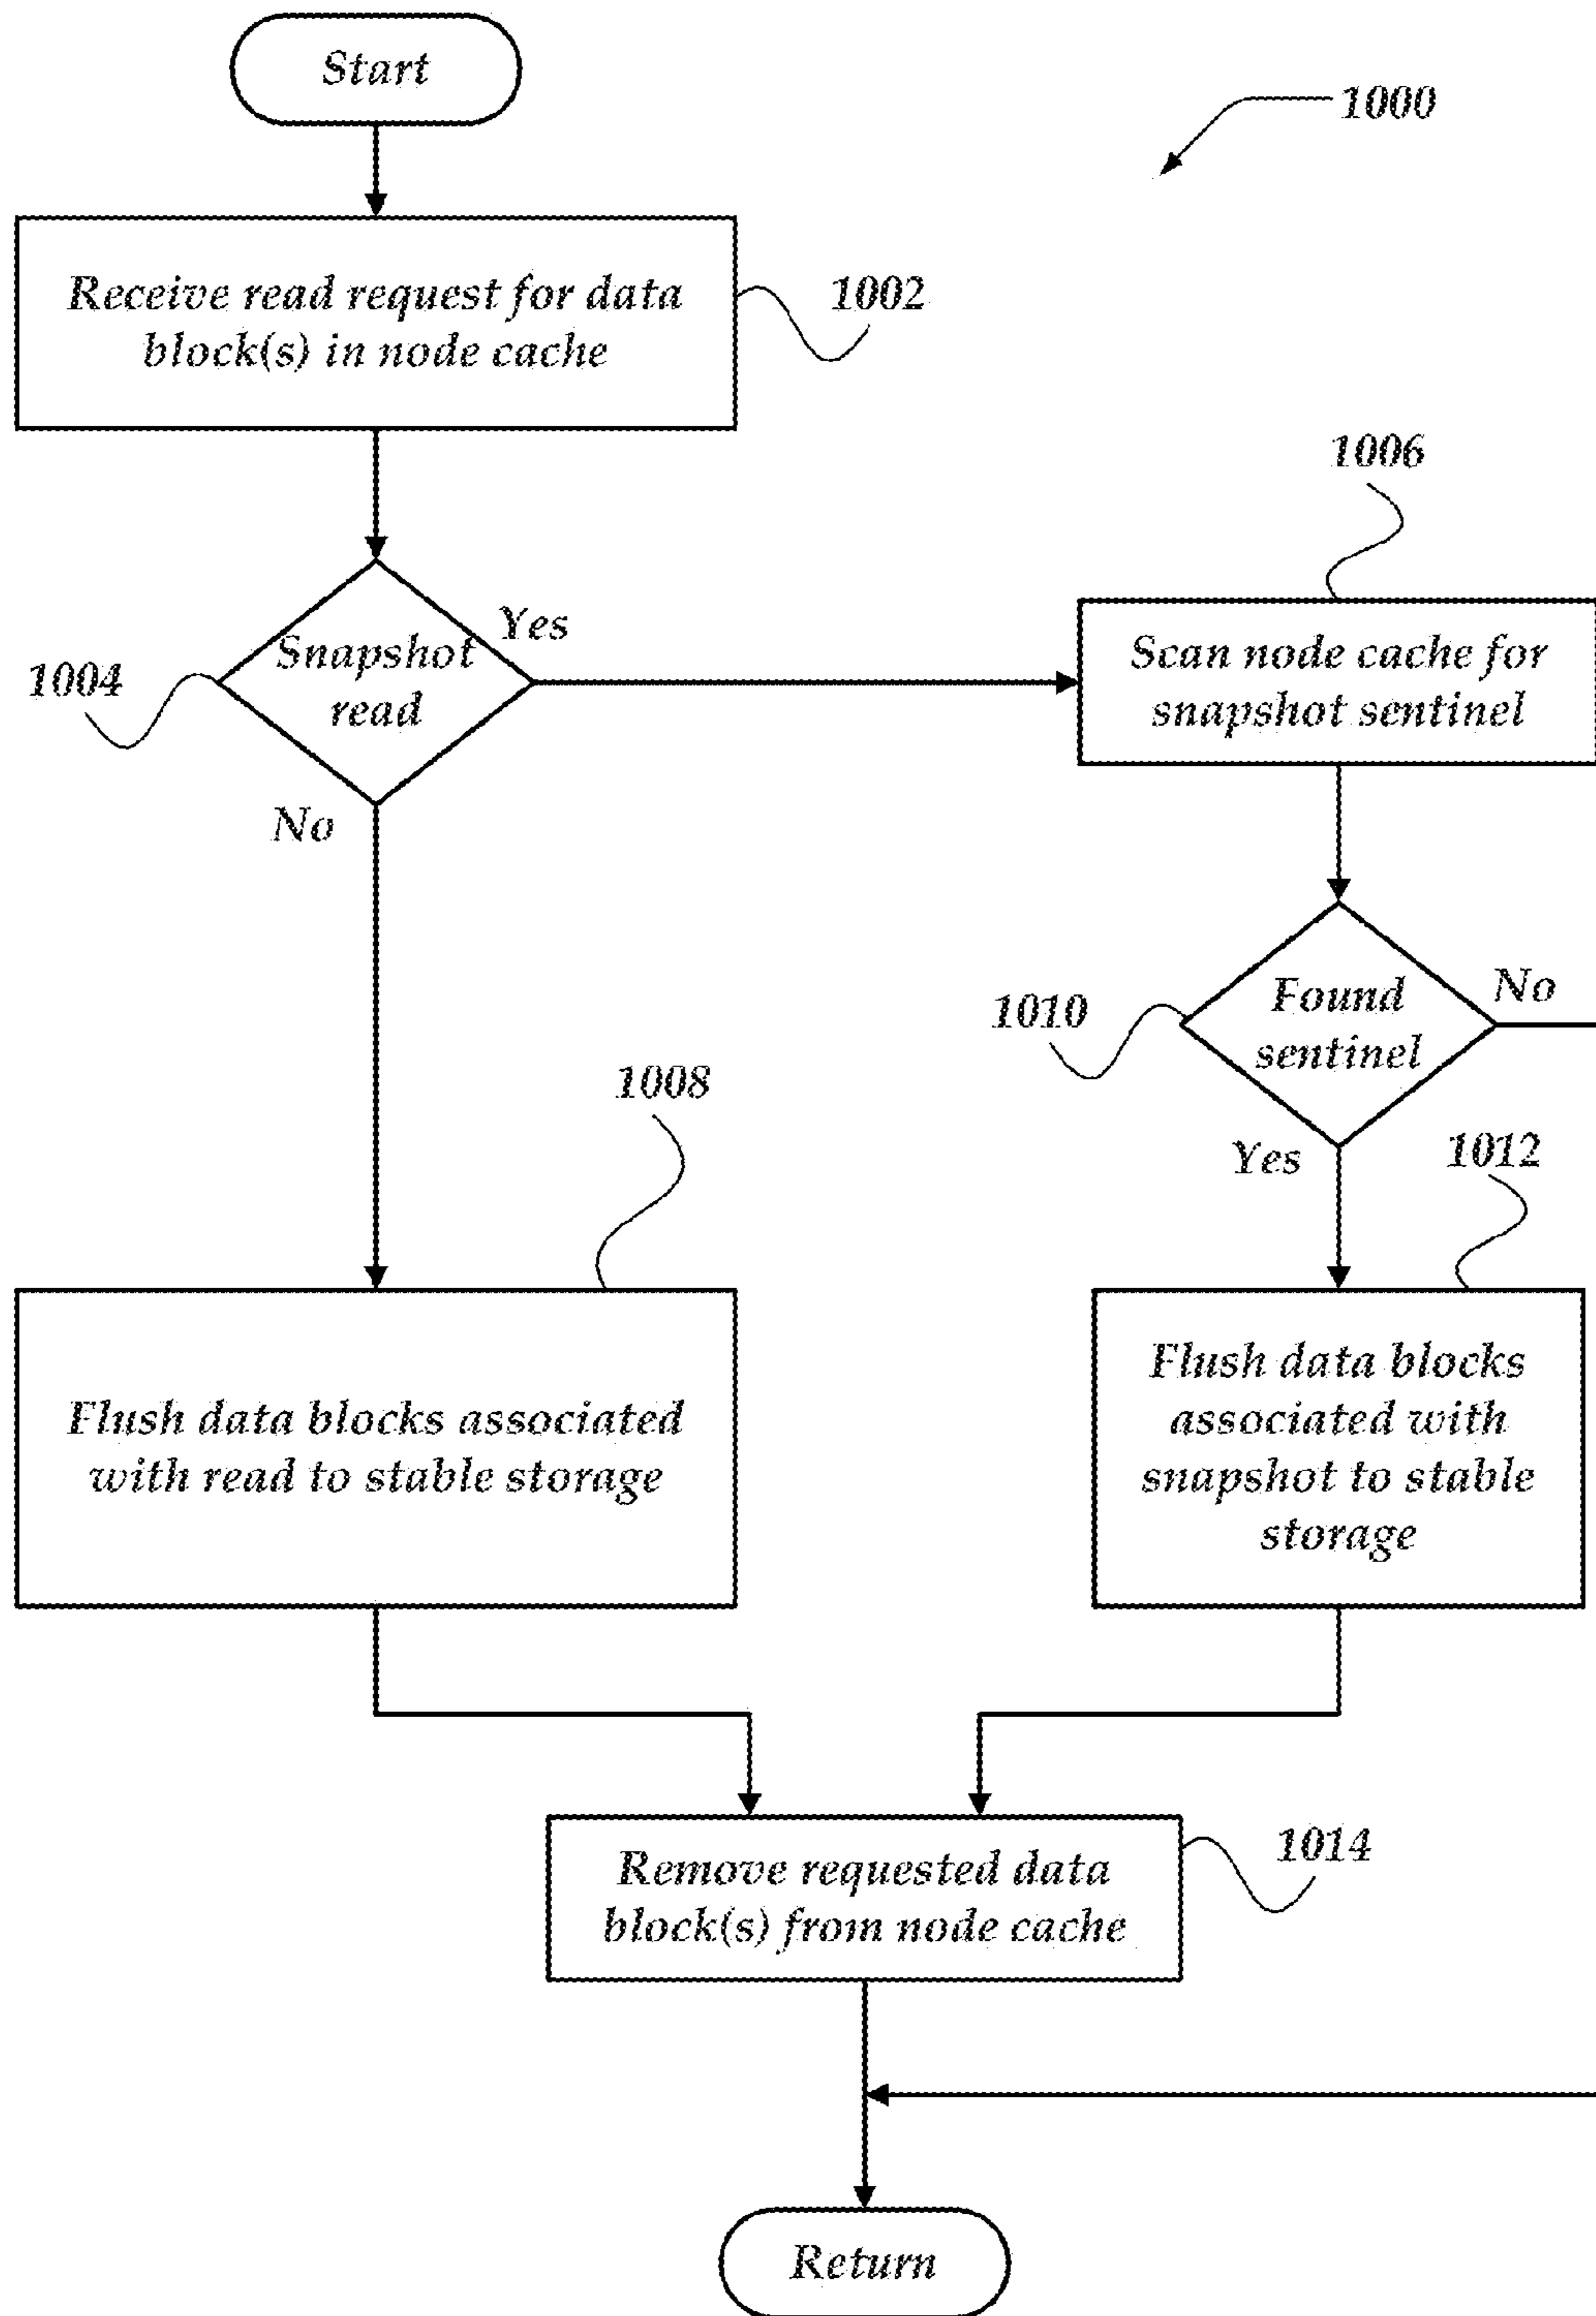 Start
1000
Receive read request for data
block(s) in node cache
1002
1006
Snapshot
read
Yes
1004
No
Scan node cache for
snapshot sentinel
Found
sentinel
No
1010
Yes
1008
1012
Flush data blocks associated
with read to stable storage
Flush data blocks
associated with
snapshot to stable
storage
Remove requested data
block(s) from node cache
1014
Return